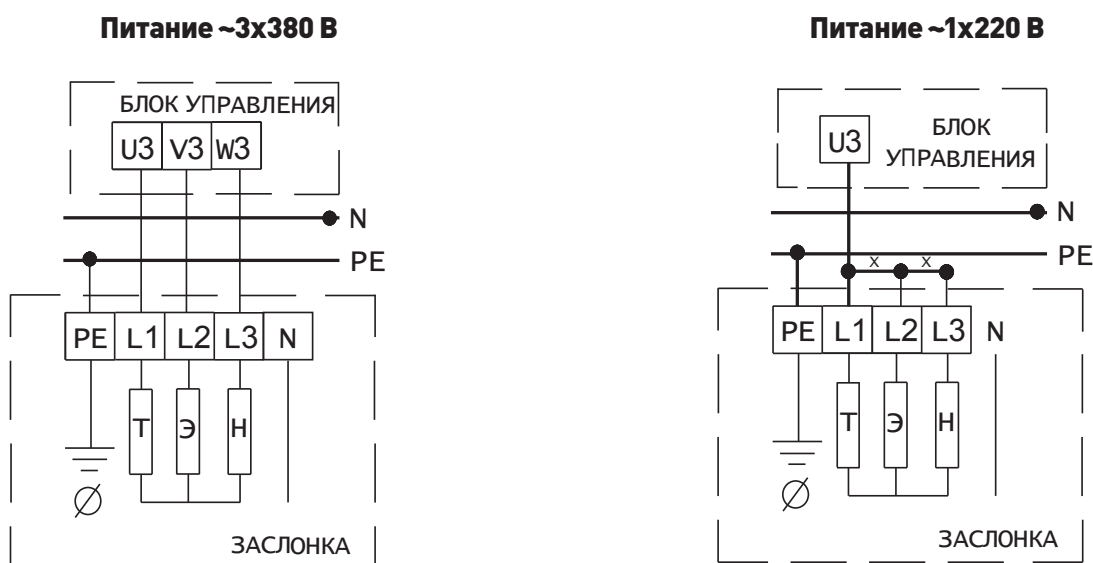 Питание ~3х380 В
БЛОК УПРАВЛЕНИЯ
U3 V3 W3
N
PE
PE L1 L2 L3 N
Т Э Н
ЗАСЛОНКА
Питание ~1х220 В
U3
БЛОК
УПРАВЛЕНИЯ
N
PE
х х
PE L1 L2 L3 N
Т Э Н
ЗАСЛОНКА